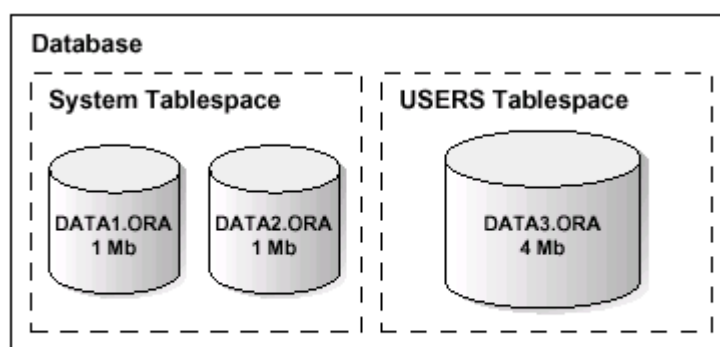 Database
System Tablespace
USERS Tablespace
DATA1.ORA
1 Mb
DATA2.ORA
1 Mb
DATA3.ORA
4 Mb